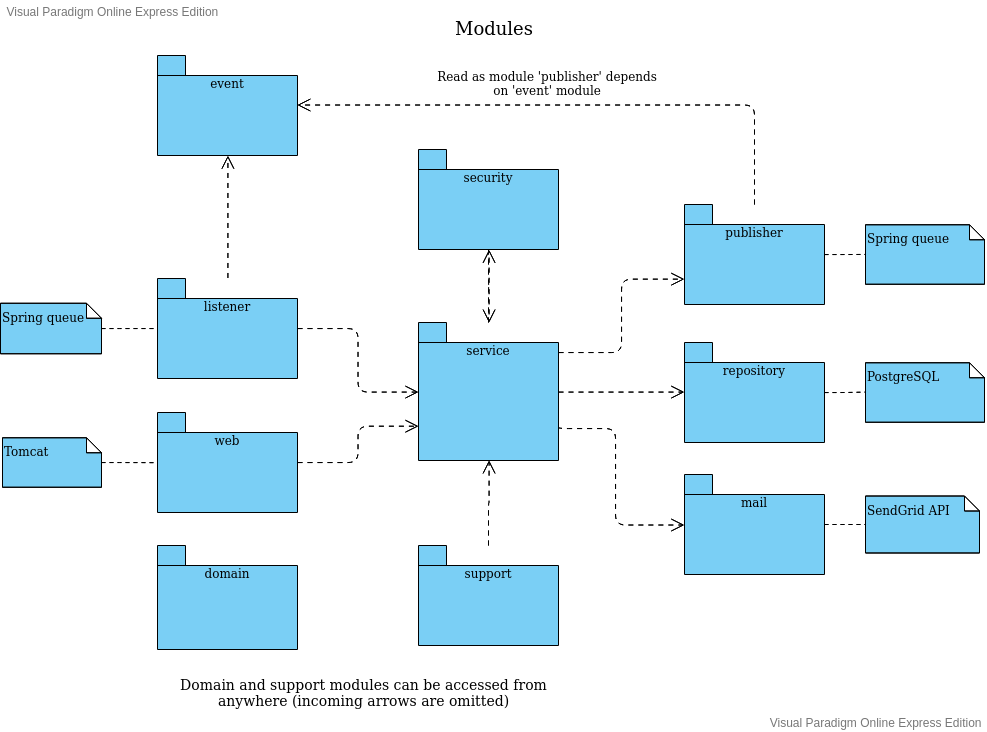 Visual Paradigm Online Express Edition
Modules
event
Read as module 'publisher' depends
on 'event' module
security
publisher
Spring queue
listener
Spring queue
service
repository
PostgreSQL
web
Tomcat
mail
SendGrid API
domain
support
Domain and support modules can be accessed from
anywhere (incoming arrows are omitted)
Visual Paradigm Online Express Edition